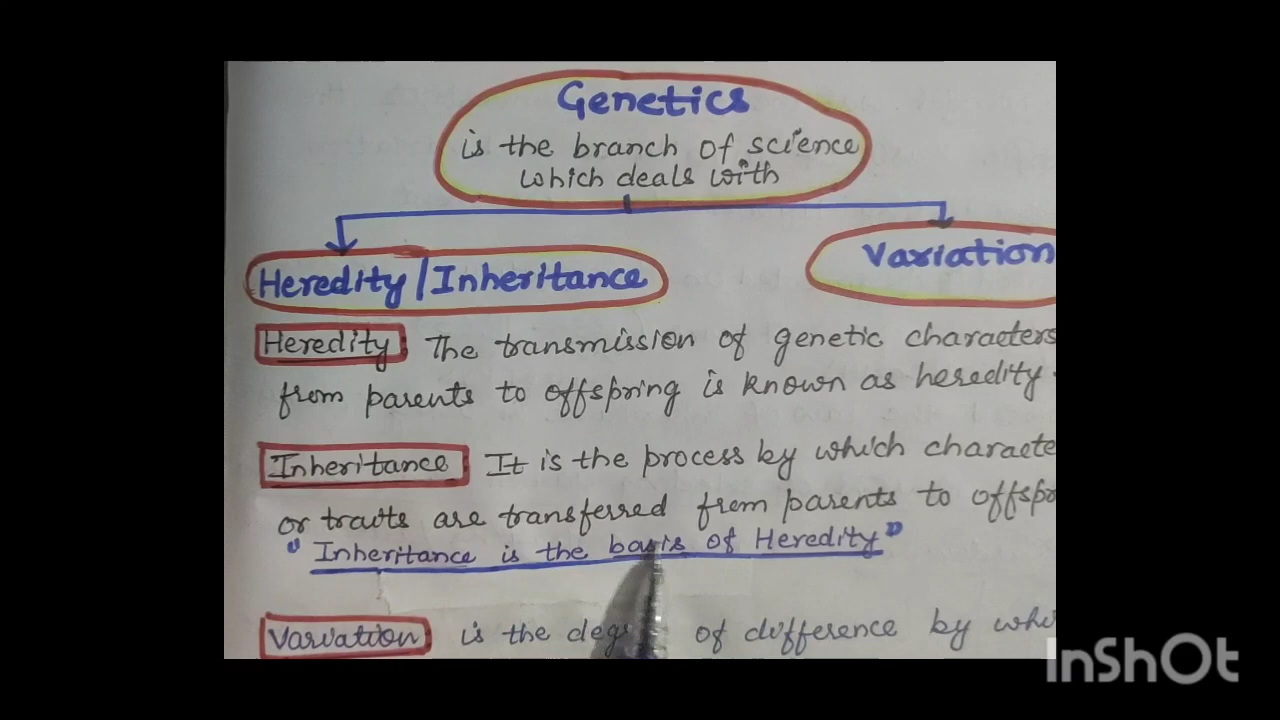 Genetics
is the branch of science
which deals with
Heredity/Inheritance
Variation
Heredity: The transmission of genetic characters
from parents to offspring is known as heredity.
Inheritance It is the process by which characte
or traits are transferred from parents to offspr
"Inheritance is the basis of Heredity"
Variation is the deg of difference by whi
InShOt